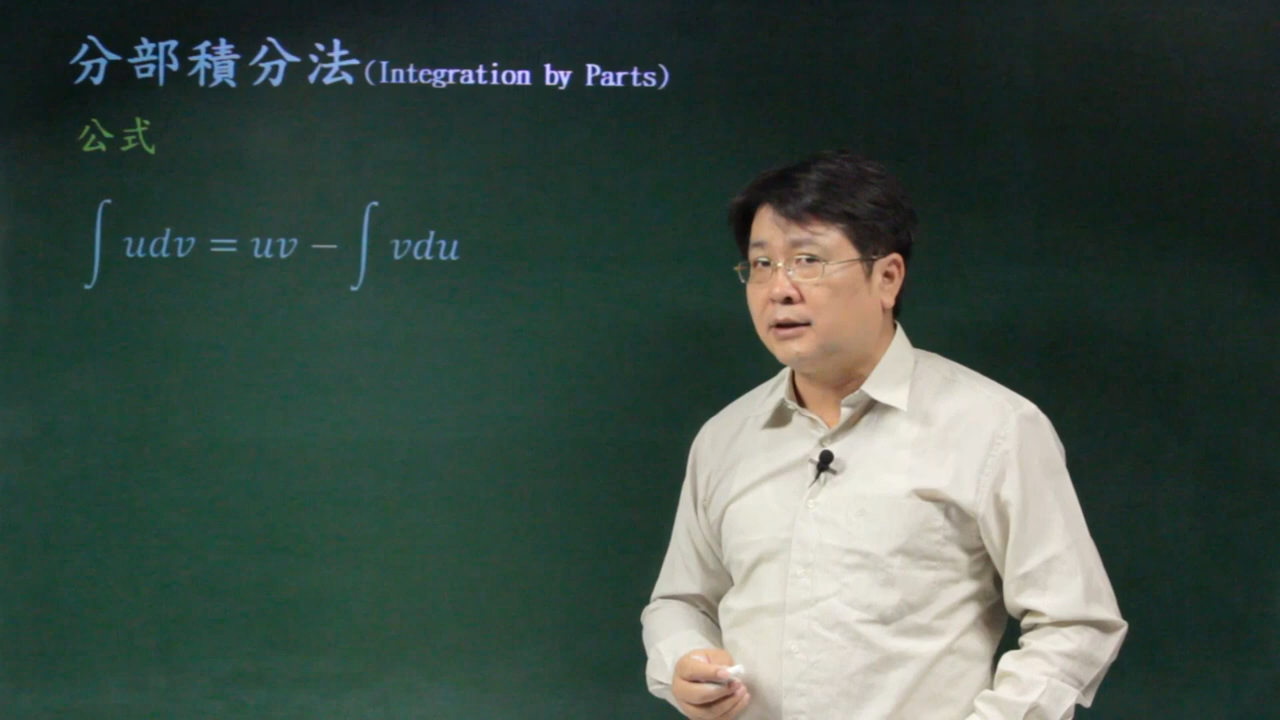 分部積分法(Integration by Parts)
公式
∫ udv = uv − ∫ vdu